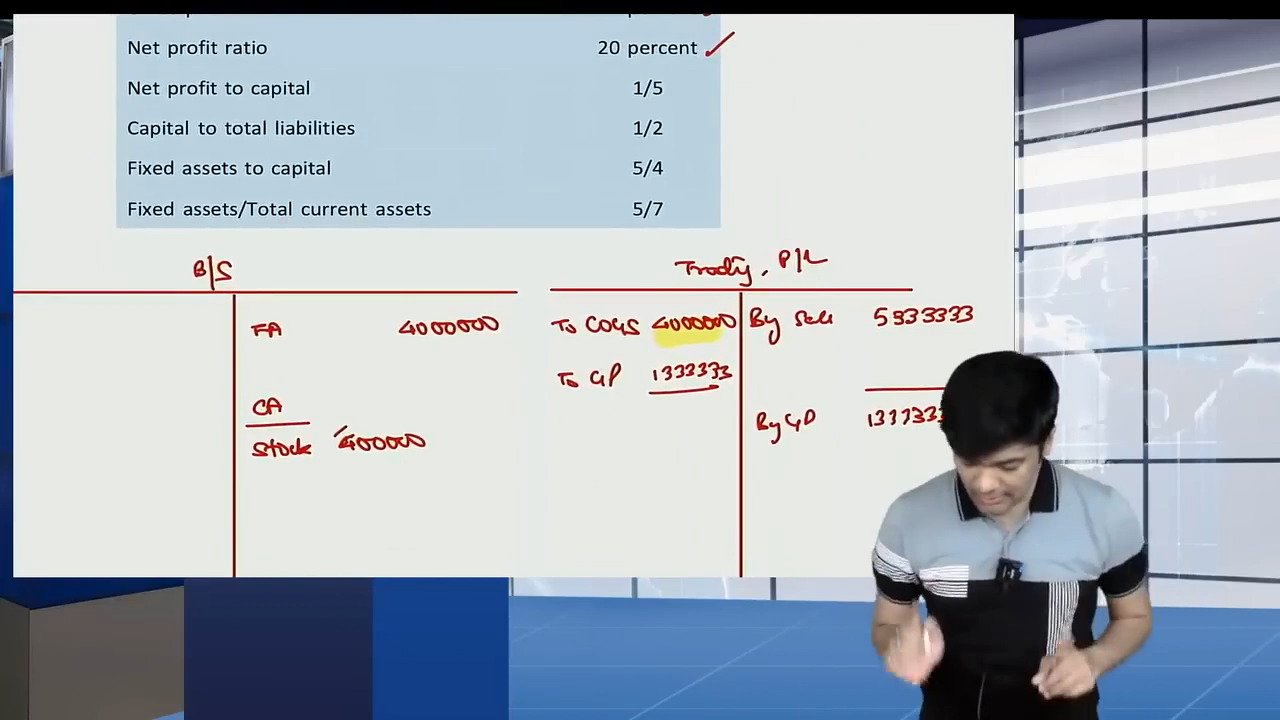 Net profit ratio 20 percent
Net profit to capital 1/5
Capital to total liabilities 1/2
Fixed assets to capital 5/4
Fixed assets/Total current assets 5/7
B/S
Trading, P/L
FA 4000000
To COGS 4000000
By Sale 5333333
To GP 1333333
CA
By GP
Stock 400000